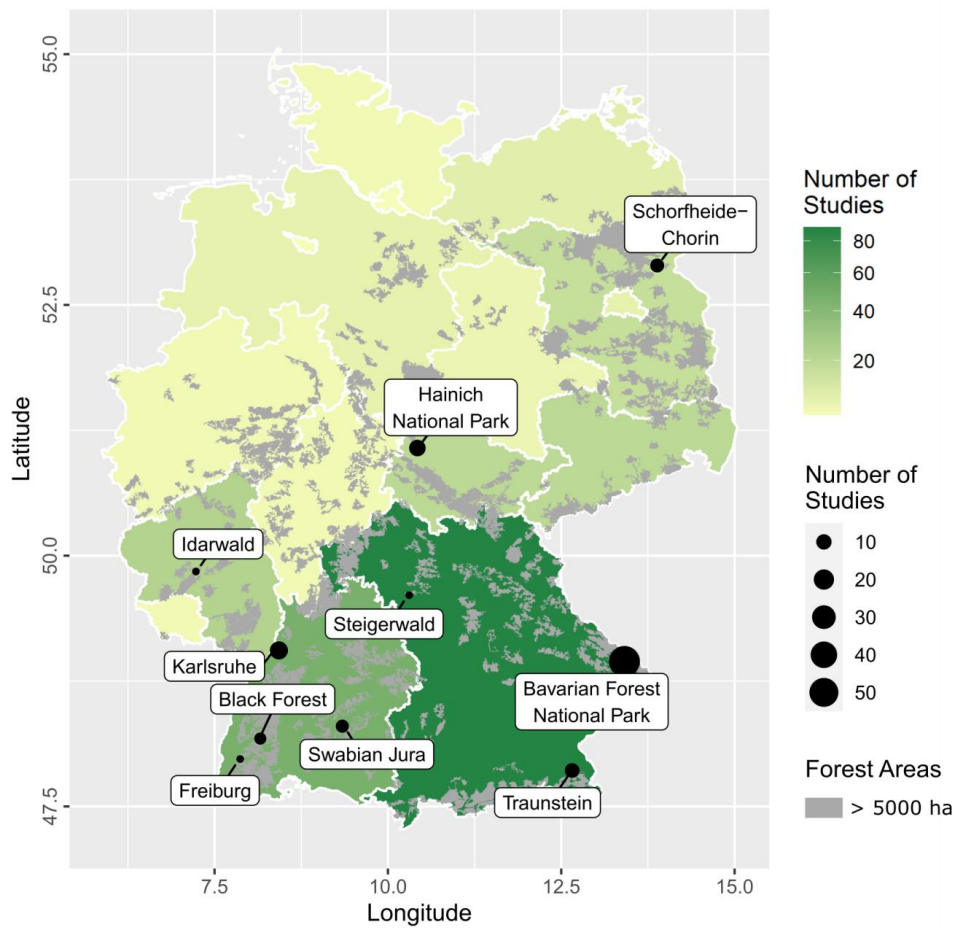 55.0
52.5
50.0
47.5
Latitude
7.5
10.0
12.5
15.0
Longitude
Schorfheide−
Chorin
Hainich
National Park
Idarwald
Steigerwald
Karlsruhe
Black Forest
Bavarian Forest
National Park
Swabian Jura
Freiburg
Traunstein
Number of
Studies
80
60
40
20
Number of
Studies
10
20
30
40
50
Forest Areas
> 5000 ha